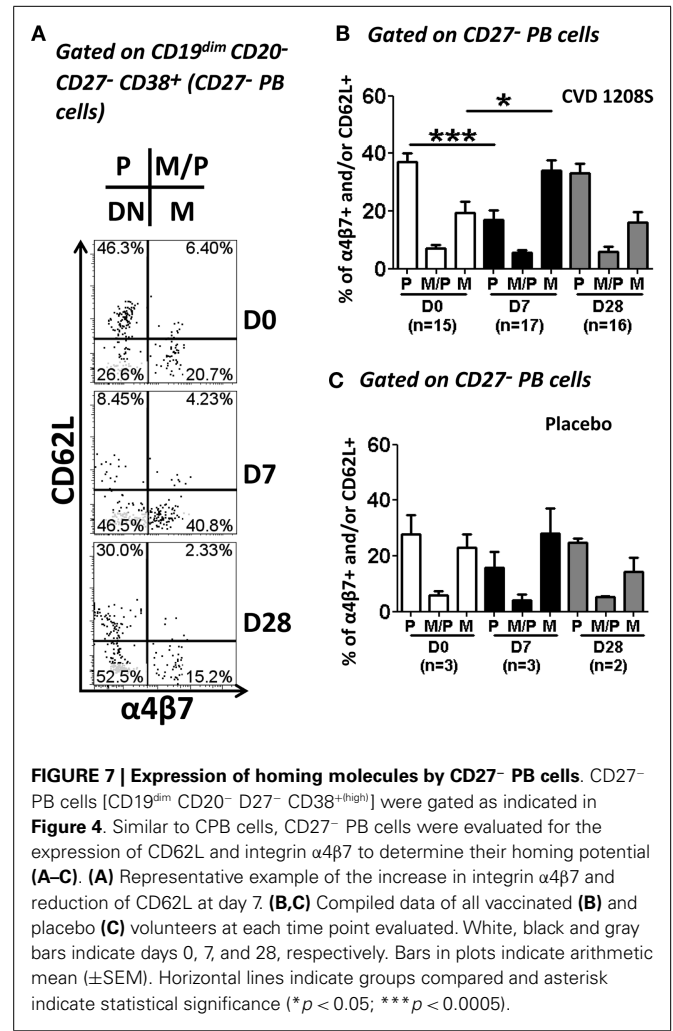 A
Gated on CD19dim CD20-
CD27- CD38+ (CD27- PB
cells)
P M/P
DN M
46.3% 6.40%
26.6% 20.7%
D0
8.45% 4.23%
46.5% 40.8%
D7
30.0% 2.33%
52.5% 15.2%
D28
CD62L
α4β7
B Gated on CD27- PB cells
CVD 1208S
% of α4β7+ and/or CD62L+
60
40
20
0
***
*
P M/P M P M/P M P M/P M
D0 D7 D28
(n=15) (n=17) (n=16)
C Gated on CD27- PB cells
Placebo
% of α4β7+ and/or CD62L+
60
40
20
0
P M/P M P M/P M P M/P M
D0 D7 D28
(n=3) (n=3) (n=2)
FIGURE 7 | Expression of homing molecules by CD27− PB cells. CD27−
PB cells [CD19dim CD20− D27− CD38+(high)] were gated as indicated in
Figure 4. Similar to CPB cells, CD27− PB cells were evaluated for the
expression of CD62L and integrin α4β7 to determine their homing potential
(A–C). (A) Representative example of the increase in integrin α4β7 and
reduction of CD62L at day 7. (B,C) Compiled data of all vaccinated (B) and
placebo (C) volunteers at each time point evaluated. White, black and gray
bars indicate days 0, 7, and 28, respectively. Bars in plots indicate arithmetic
mean (±SEM). Horizontal lines indicate groups compared and asterisk
indicate statistical significance (*p < 0.05; ***p < 0.0005).